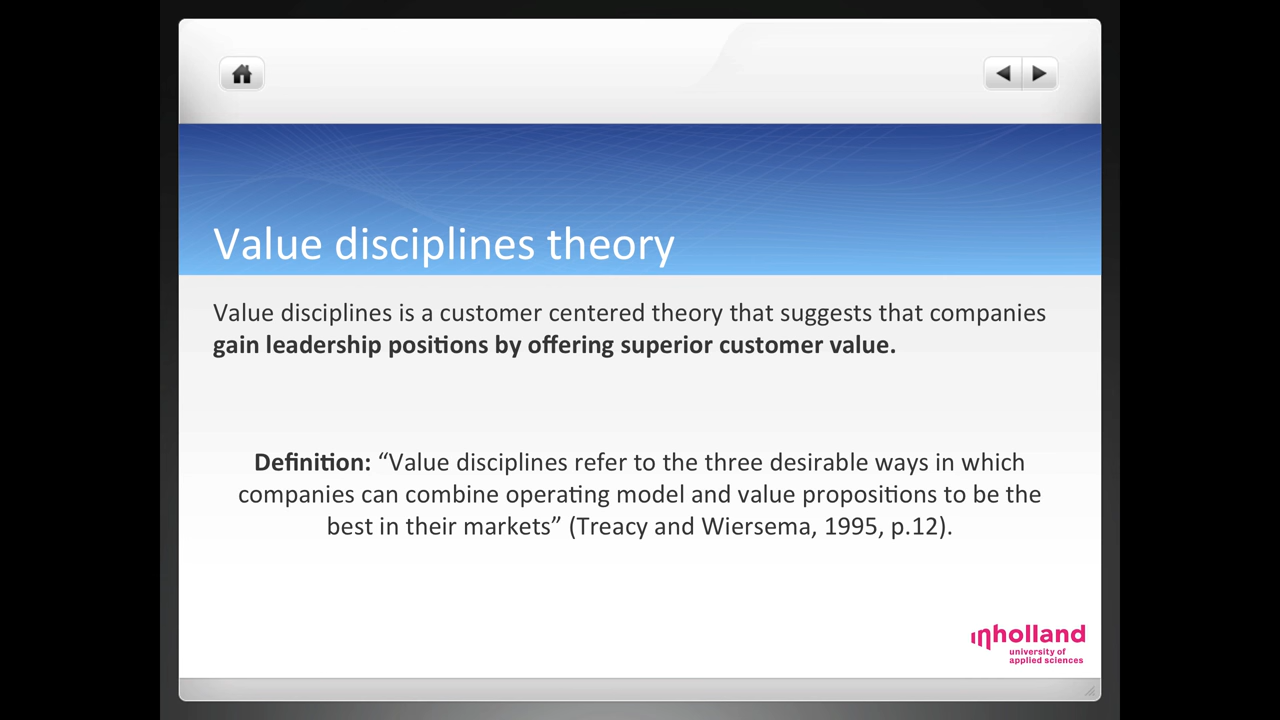 Value disciplines theory
Value disciplines is a customer centered theory that suggests that companies
gain leadership positions by offering superior customer value.
Definition: “Value disciplines refer to the three desirable ways in which
companies can combine operating model and value propositions to be the
best in their markets” (Treacy and Wiersema, 1995, p.12).
inholland
university of
applied sciences